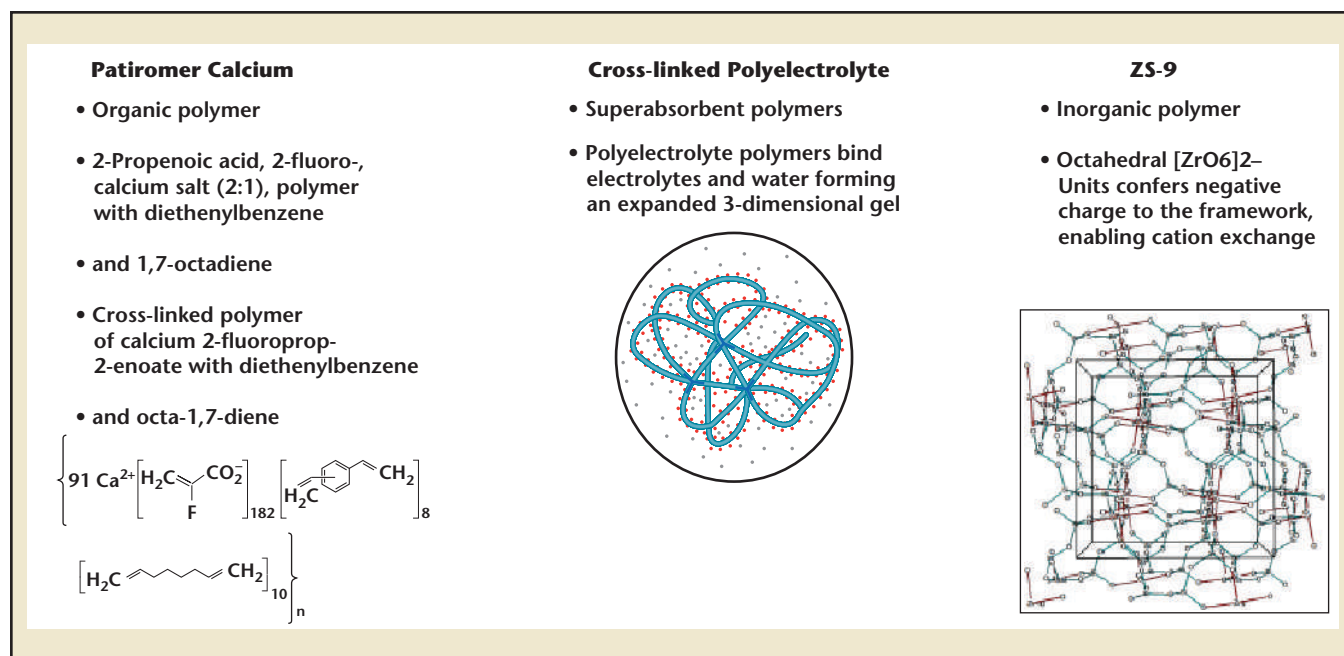 Patiromer Calcium
• Organic polymer
• 2-Propenoic acid, 2-fluoro-,
calcium salt (2:1), polymer
with diethenylbenzene
• and 1,7-octadiene
• Cross-linked polymer
of calcium 2-fluoroprop-
2-enoate with diethenylbenzene
• and octa-1,7-diene
91 Ca2+ [H2C CO2− F]182 [H2C CH2]8
[H2C CH2]10 n
Cross-linked Polyelectrolyte
• Superabsorbent polymers
• Polyelectrolyte polymers bind
electrolytes and water forming
an expanded 3-dimensional gel
ZS-9
• Inorganic polymer
• Octahedral [ZrO6]2–
Units confers negative
charge to the framework,
enabling cation exchange